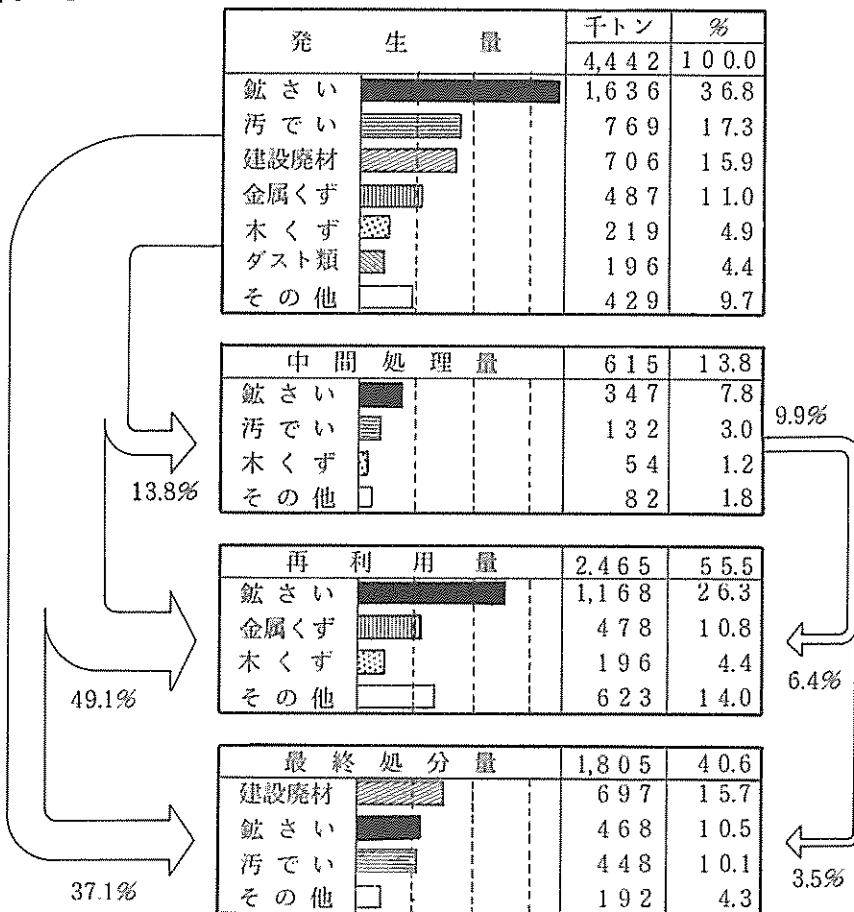 発生量 千トン %
4,442 100.0
鉱さい 1,636 36.8
汚でい 769 17.3
建設廃材 706 15.9
金属くず 487 11.0
木くず 219 4.9
ダスト類 196 4.4
その他 429 9.7
中間処理量 615 13.8
鉱さい 347 7.8
汚でい 132 3.0
木くず 54 1.2
その他 82 1.8
13.8%
9.9%
再利用量 2.465 55.5
鉱さい 1,168 26.3
金属くず 478 10.8
木くず 196 4.4
その他 623 14.0
49.1%
6.4%
最終処分量 1,805 40.6
建設廃材 697 15.7
鉱さい 468 10.5
汚でい 448 10.1
その他 192 4.3
37.1%
3.5%